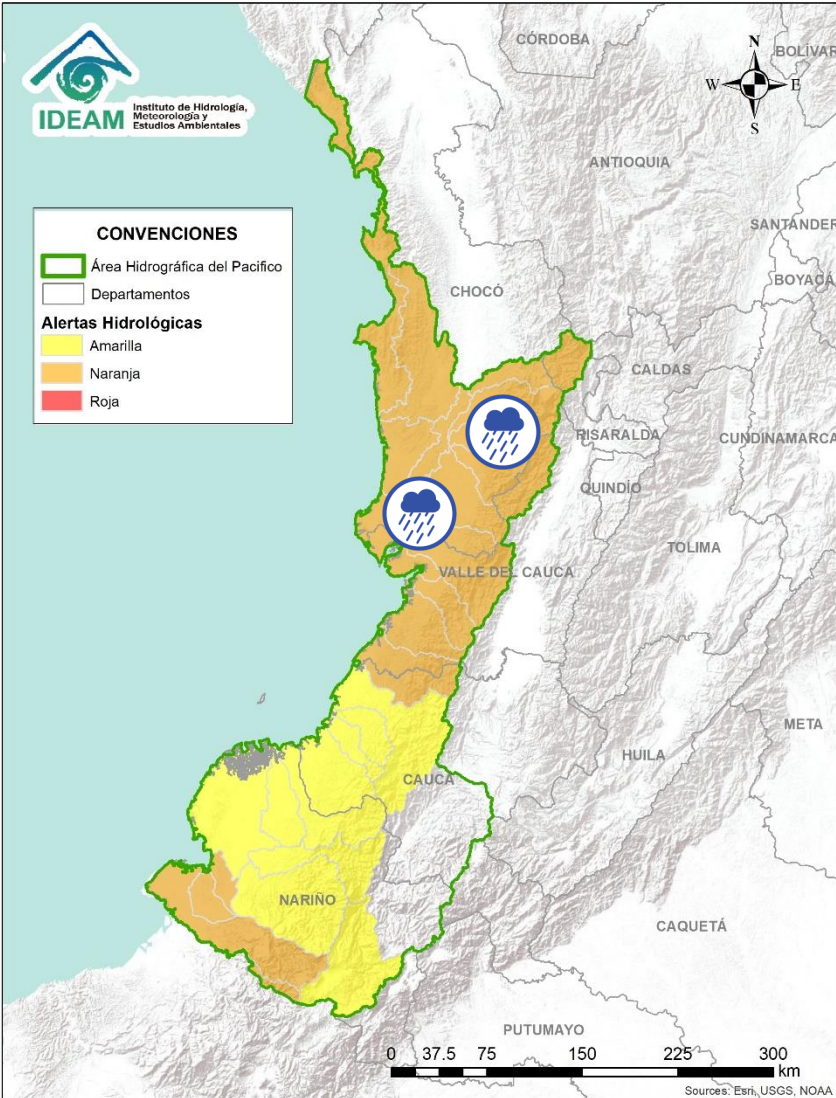 IDEAM
Instituto de Hidrología,
Meteorología y
Estudios Ambientales
CÓRDOBA
BOLÍVAR
N
W
E
S
ANTIOQUIA
SANTANDER
BOYACÁ
CONVENCIONES
Área Hidrográfica del Pacifico
Departamentos
Alertas Hidrológicas
Amarilla
Naranja
Roja
CHOCÓ
CALDAS
RISARALDA
CUNDINAMARCA
QUINDÍO
TOLIMA
VALLE DEL CAUCA
META
HUILA
CAUCA
NARIÑO
CAQUETÁ
PUTUMAYO
0 37.5 75 150 225 300
km
Sources: Esri, USGS, NOAA